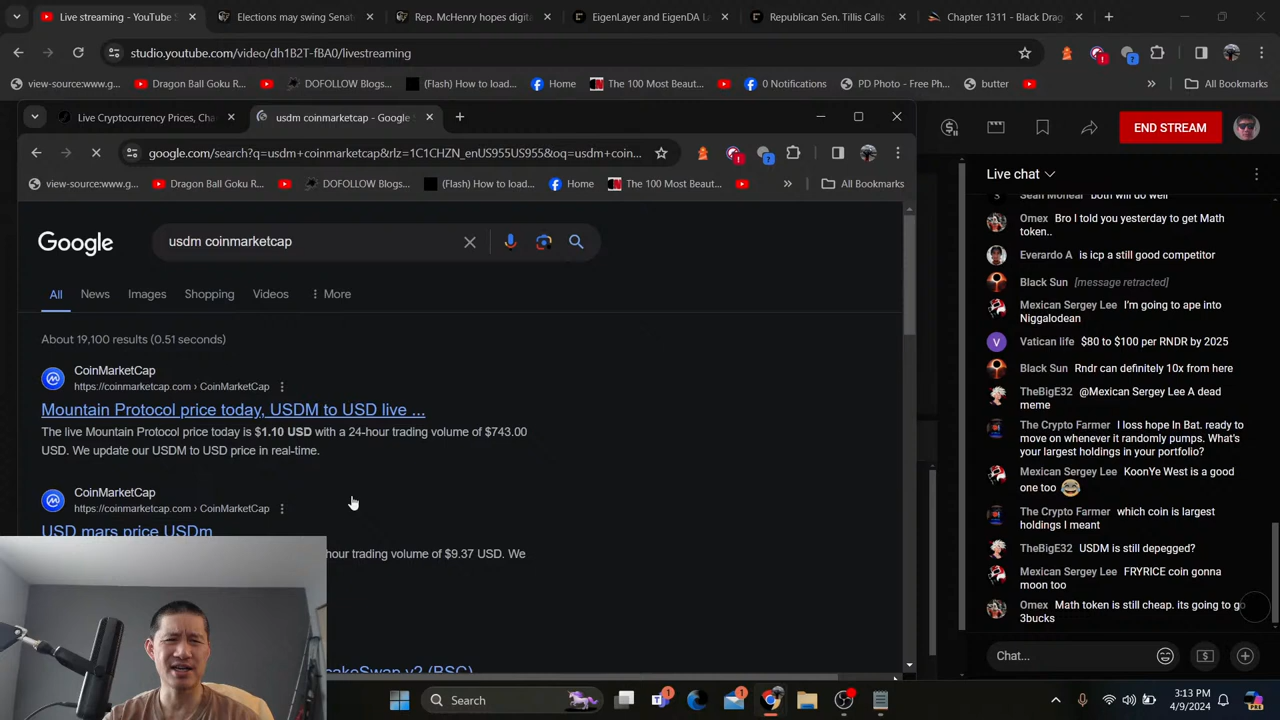 Live streaming - YouTube S
Elections may swing Senat
Rep. McHenry hopes digit
EigenLayer and EigenDA L
Republican Sen. Tillis Calls
Chapter 1311 - Black Drag
studio.youtube.com/video/dh1B2T-fBA0/livestreaming
view-source:www.g...
Dragon Ball Goku R...
DOFOLLOW Blogs...
(Flash) How to load...
Home
The 100 Most Beaut...
0 Notifications
PD Photo - Free Ph...
butter
»
All Bookmarks
Live Cryptocurrency Prices, Cha
usdm coinmarketcap - Google S
google.com/search?q=usdm+coinmarketcap&rlz=1C1CHZN_enUS955US955&oq=usdm+coin...
view-source:www.g...
Dragon Ball Goku R...
DOFOLLOW Blogs...
(Flash) How to load...
Home
The 100 Most Beaut...
»
All Bookmarks
END STREAM
Google
usdm coinmarketcap
All
News
Images
Shopping
Videos
More
About 19,100 results (0.51 seconds)
CoinMarketCap
https://coinmarketcap.com › CoinMarketCap
Mountain Protocol price today, USDM to USD live ...
The live Mountain Protocol price today is $1.10 USD with a 24-hour trading volume of $743.00
USD. We update our USDM to USD price in real-time.
CoinMarketCap
https://coinmarketcap.com › CoinMarketCap
USD mars price USDm
hour trading volume of $9.37 USD. We
cakeSwap v2 (BSC)
Live chat
both will do well
Omex Bro I told you yesterday to get Math
token..
Everardo A is icp a still good competitor
Black Sun [message retracted]
Mexican Sergey Lee I'm going to ape into
Niggalodean
V
Vatican life $80 to $100 per RNDR by 2025
Black Sun Rndr can definitely 10x from here
TheBigE32 @Mexican Sergey Lee A dead
meme
The Crypto Farmer I loss hope In Bat. ready to
move on whenever it randomly pumps. What's
your largest holdings in your portfolio?
Mexican Sergey Lee KoonYe West is a good
one too 😂
The Crypto Farmer which coin is largest
holdings I meant
TheBigE32 USDM is still depegged?
Mexican Sergey Lee FRYRICE coin gonna
moon too
Omex Math token is still cheap. its going to go
3bucks
Chat...
Search
1
1
3:13 PM
4/9/2024